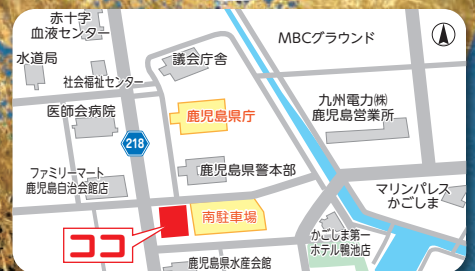 赤十字
血液センター
水道局
社会福祉センター
議会庁舎
MBCグラウンド
医師会病院
鹿児島県庁
九州電力㈱
鹿児島営業所
218
ファミリーマート
鹿児島自治会館店
鹿児島県警本部
マリンパレス
かごしま
南駐車場
ココ
かごしま第一
ホテル鴨池店
鹿児島県水産会館